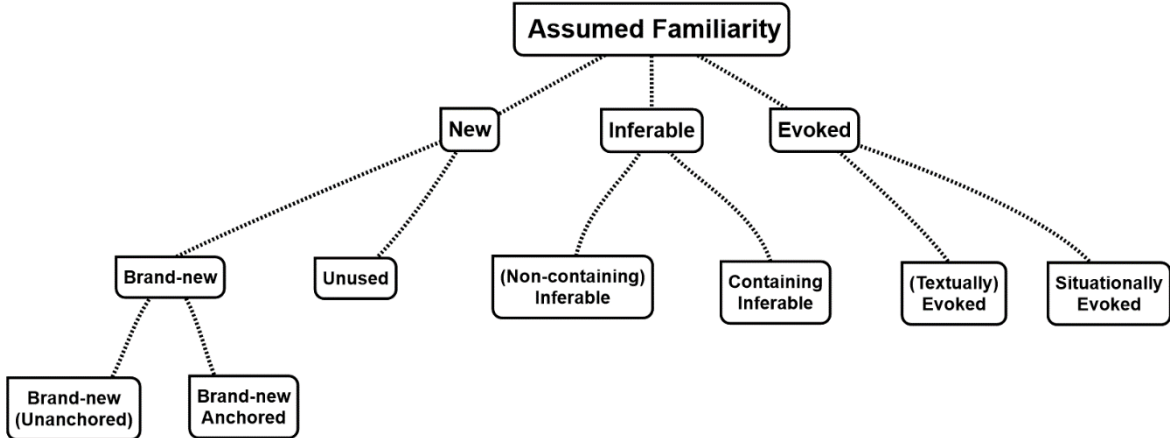 Assumed Familiarity
New
Inferable
Evoked
Brand-new
Unused
(Non-containing)
Inferable
Containing
Inferable
(Textually)
Evoked
Situationally
Evoked
Brand-new
(Unanchored)
Brand-new
Anchored